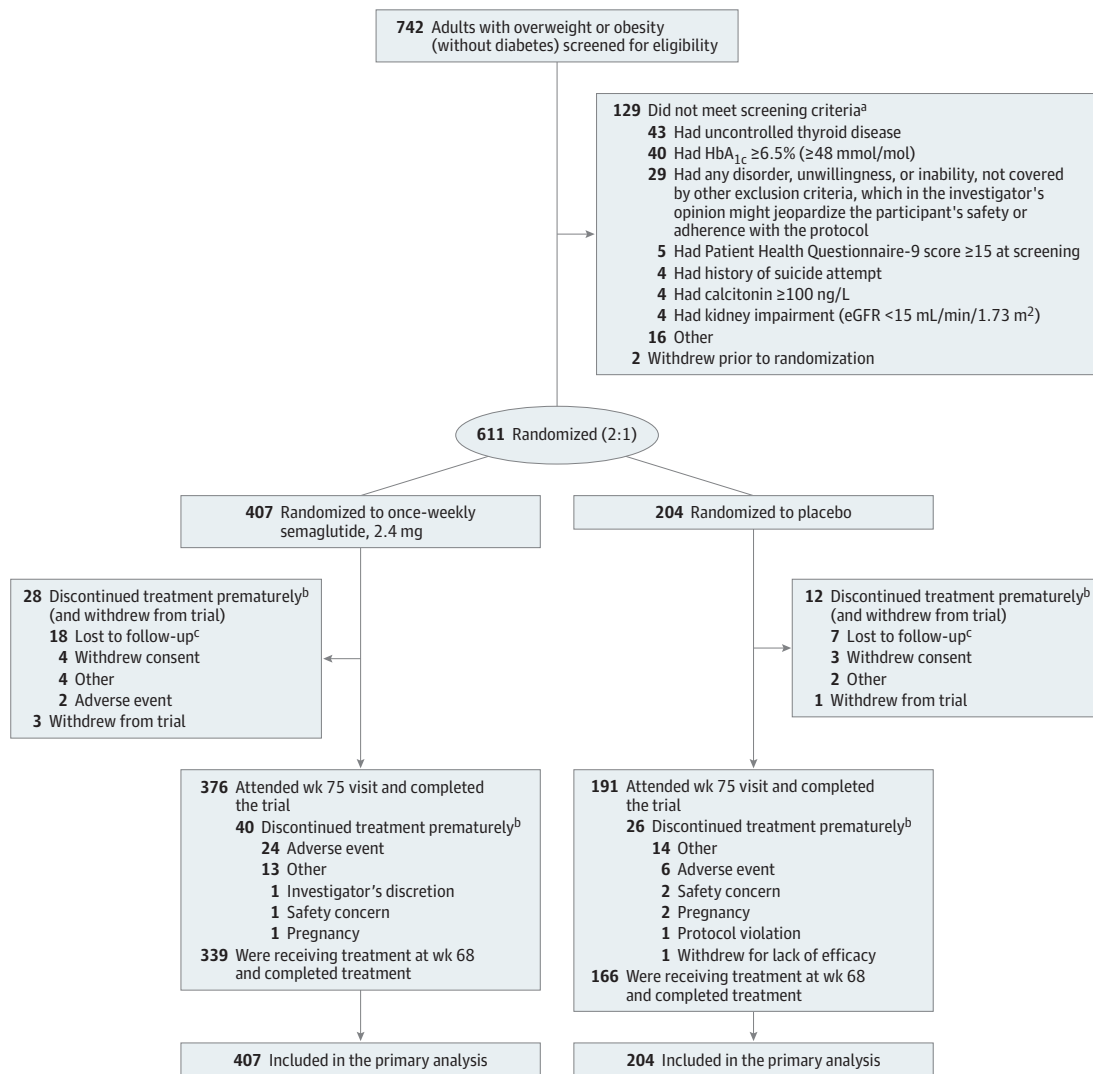 742 Adults with overweight or obesity
(without diabetes) screened for eligibility
129 Did not meet screening criteriaᵃ
43 Had uncontrolled thyroid disease
40 Had HbA₁c ≥6.5% (≥48 mmol/mol)
29 Had any disorder, unwillingness, or inability, not covered
by other exclusion criteria, which in the investigator's
opinion might jeopardize the participant's safety or
adherence with the protocol
5 Had Patient Health Questionnaire-9 score ≥15 at screening
4 Had history of suicide attempt
4 Had calcitonin ≥100 ng/L
4 Had kidney impairment (eGFR <15 mL/min/1.73 m²)
16 Other
2 Withdrew prior to randomization
611 Randomized (2:1)
407 Randomized to once-weekly
semaglutide, 2.4 mg
204 Randomized to placebo
28 Discontinued treatment prematurelyᵇ
(and withdrew from trial)
18 Lost to follow-upᶜ
4 Withdrew consent
4 Other
2 Adverse event
3 Withdrew from trial
12 Discontinued treatment prematurelyᵇ
(and withdrew from trial)
7 Lost to follow-upᶜ
3 Withdrew consent
2 Other
1 Withdrew from trial
376 Attended wk 75 visit and completed
the trial
40 Discontinued treatment prematurelyᵇ
24 Adverse event
13 Other
1 Investigator's discretion
1 Safety concern
1 Pregnancy
339 Were receiving treatment at wk 68
and completed treatment
191 Attended wk 75 visit and completed
the trial
26 Discontinued treatment prematurelyᵇ
14 Other
6 Adverse event
2 Safety concern
2 Pregnancy
1 Protocol violation
1 Withdrew for lack of efficacy
166 Were receiving treatment at wk 68
and completed treatment
407 Included in the primary analysis
204 Included in the primary analysis